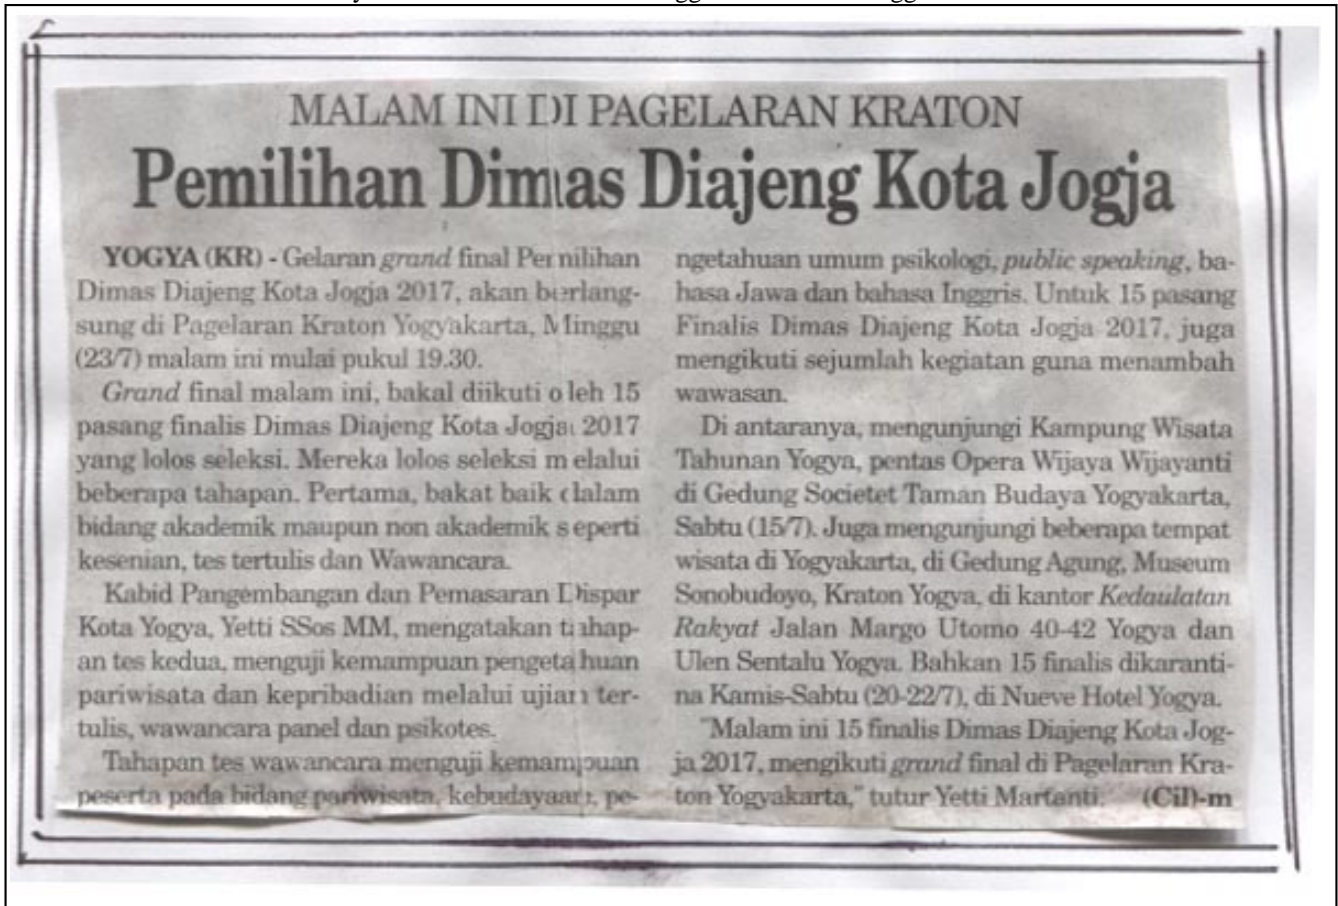 MALAM INI DI PAGELARAN KRATON
Pemilihan Dimas Diajeng Kota Jogja
YOGYA (KR) - Gelaran grand final Pemilihan
Dimas Diajeng Kota Jogja 2017, akan berlang-
sung di Pagelaran Kraton Yogyakarta, Minggu
(23/7) malam ini mulai pukul 19.30.
Grand final malam ini, bakal diikuti oleh 15
pasang finalis Dimas Diajeng Kota Jogja 2017
yang lolos seleksi. Mereka lolos seleksi melalui
beberapa tahapan. Pertama, bakat baik dalam
bidang akademik maupun non akademik seperti
kesenian, tes tertulis dan Wawancara.
Kabid Pangembangan dan Pemasaran Dispar
Kota Yogya, Yetti SSos MM, mengatakan tahap-
an tes kedua, menguji kemampuan pengetahuan
pariwisata dan kepribadian melalui ujian ter-
tulis, wawancara panel dan psikotes.
Tahapan tes wawancara menguji kemampuan
peserta pada bidang pariwisata, kebudayaan, pe-
ngetahuan umum psikologi, public speaking, ba-
hasa Jawa dan bahasa Inggris. Untuk 15 pasang
Finalis Dimas Diajeng Kota Jogja 2017, juga
mengikuti sejumlah kegiatan guna menambah
wawasan.
Di antaranya, mengunjungi Kampung Wisata
Tahunan Yogya, pentas Opera Wijaya Wijayanti
di Gedung Societet Taman Budaya Yogyakarta,
Sabtu (15/7). Juga mengunjungi beberapa tempat
wisata di Yogyakarta, di Gedung Agung, Museum
Sonobudoyo, Kraton Yogya, di kantor Kedaulatan
Rakyat Jalan Margo Utomo 40-42 Yogya dan
Ulen Sentalu Yogya. Bahkan 15 finalis dikaranti-
na Kamis-Sabtu (20-22/7), di Nueve Hotel Yogya.
"Malam ini 15 finalis Dimas Diajeng Kota Jog-
ja 2017, mengikuti grand final di Pagelaran Kra-
ton Yogyakarta," tutur Yetti Martanti. (Cil)-m